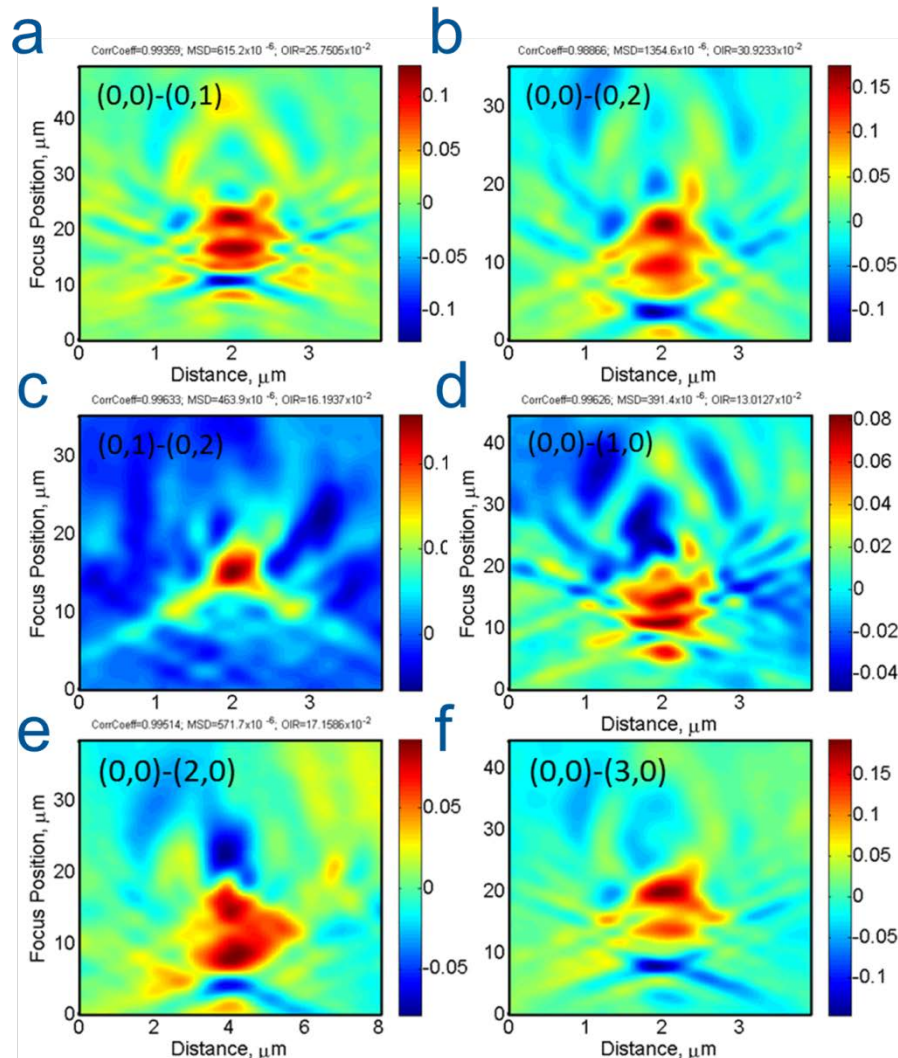 a
CorrCoeff=0.99359; MSD=615.2x10 -6, OIR=25.7505x10-2
(0,0)-(0,1)
Focus Position, μm
40
30
20
10
0
0 1 2 3
Distance, μm
0.1
0.05
0
-0.05
-0.1
b
CorrCoeff=0.98866; MSD=1354.6x10 -6; OIR=30.9233x10-2
(0,0)-(0,2)
Focus Position, μm
30
20
10
0
0 1 2 3
Distance, μm
0.15
0.1
0.05
0
-0.05
-0.1
c
CorrCoeff=0.99633; MSD=463.9x10 -6; OIR=16.1937x10-2
(0,1)-(0,2)
Focus Position, μm
30
20
10
0
0 1 2 3
Distance, μm
0.1
0
d
CorrCoeff=0.99626; MSD=391.4x10 -6; OIR=13.0127x10-2
(0,0)-(1,0)
Focus Position, μm
40
30
20
10
0
0 1 2 3
Distance, μm
0.08
0.06
0.04
0.02
0
-0.02
-0.04
e
CorrCoeff=0.99514; MSD=571.7x10 -6; OIR=17.1586x10-2
(0,0)-(2,0)
Focus Position, μm
30
20
10
0
0 2 4 6 8
Distance, μm
0.05
0
-0.05
f
(0,0)-(3,0)
40
30
20
10
0
0 1 2 3
Distance, μm
0.15
0.1
0.05
0
-0.05
-0.1